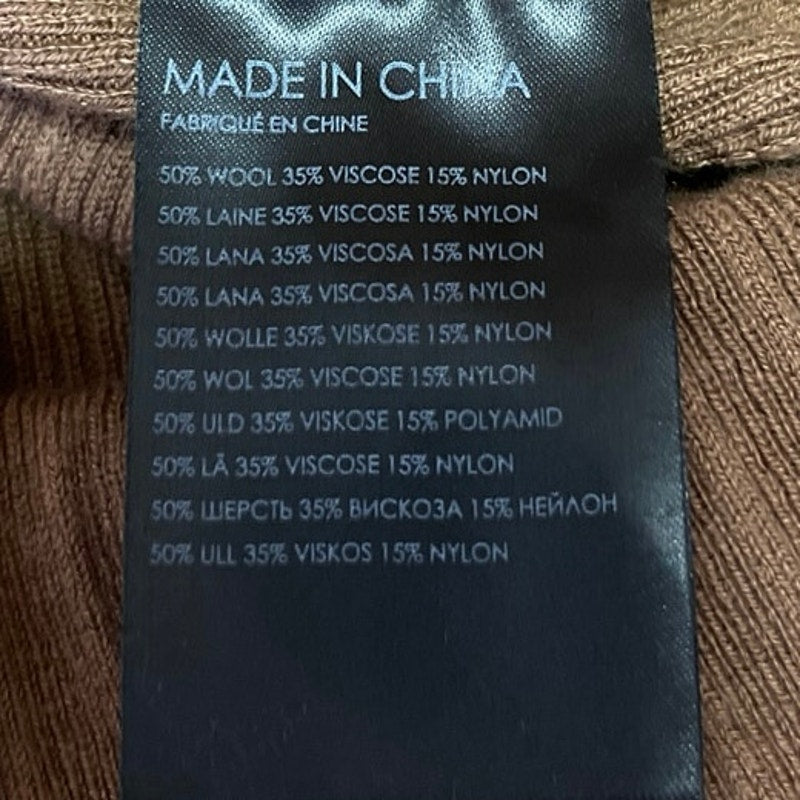 MADE IN CHINA
FABRIQUÉ EN CHINE
50% WOOL 35% VISCOSE 15% NYLON
50% LAINE 35% VISCOSE 15% NYLON
50% LANA 35% VISCOSA 15% NYLON
50% LANA 35% VISCOSA 15% NYLON
50% WOLLE 35% VISKOSE 15% NYLON
50% WOL 35% VISCOSE 15% NYLON
50% ULD 35% VISKOSE 15% POLYAMID
50% LÃ 35% VISCOSE 15% NYLON
50% ШЕРСТЬ 35% ВИСКОЗА 15% НЕЙЛОН
50% ULL 35% VISKOS 15% NYLON